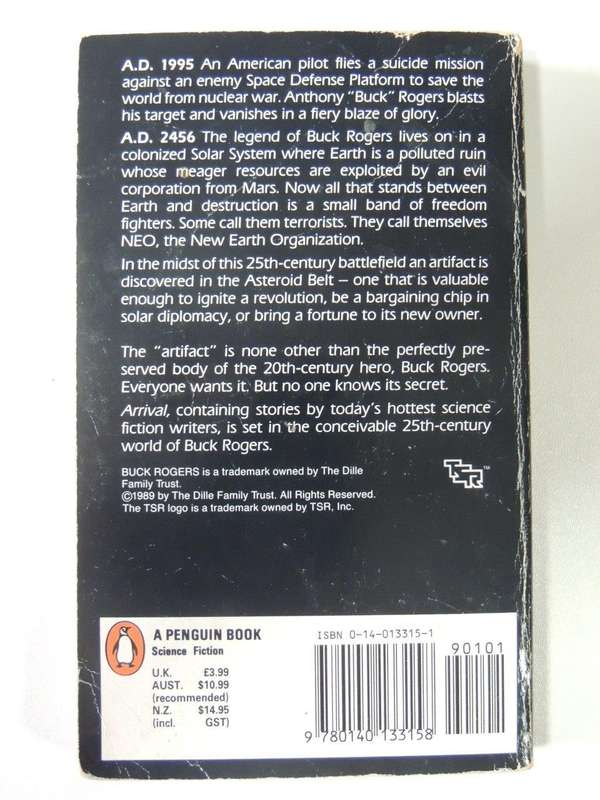 A.D. 1995 An American pilot flies a suicide mission
against an enemy Space Defense Platform to save the
world from nuclear war. Anthony "Buck" Rogers blasts
his target and vanishes in a fiery blaze of glory.
A.D. 2456 The legend of Buck Rogers lives on in a
colonized Solar System where Earth is a polluted ruin
whose meager resources are exploited by an evil
corporation from Mars. Now all that stands between
Earth and destruction is a small band of freedom
fighters. Some call them terrorists. They call themselves
NEO, the New Earth Organization.
In the midst of this 25th-century battlefield an artifact is
discovered in the Asteroid Belt – one that is valuable
enough to ignite a revolution, be a bargaining chip in
solar diplomacy, or bring a fortune to its new owner.
The "artifact" is none other than the perfectly pre-
served body of the 20th-century hero, Buck Rogers.
Everyone wants it. But no one knows its secret.
Arrival, containing stories by today's hottest science
fiction writers, is set in the conceivable 25th-century
world of Buck Rogers.
BUCK ROGERS is a trademark owned by The Dille
Family Trust.
©1989 by The Dille Family Trust. All Rights Reserved.
The TSR logo is a trademark owned by TSR, Inc.
TSR™
A PENGUIN BOOK
Science Fiction
U.K. £3.99
AUST. $10.99
(recommended)
N.Z. $14.95
(incl. GST)
ISBN 0-14-013315-1
90101
9 780140 133158